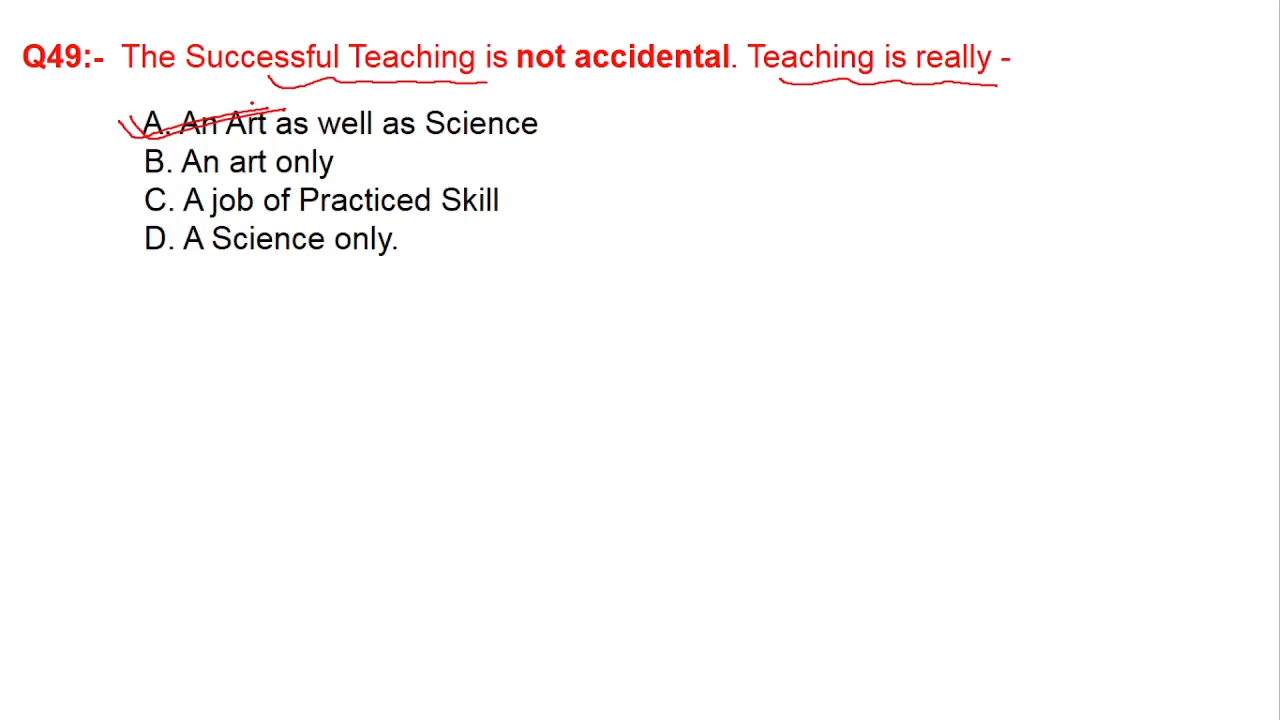 Q49:- The Successful Teaching is not accidental. Teaching is really -
A. An Art as well as Science
B. An art only
C. A job of Practiced Skill
D. A Science only.